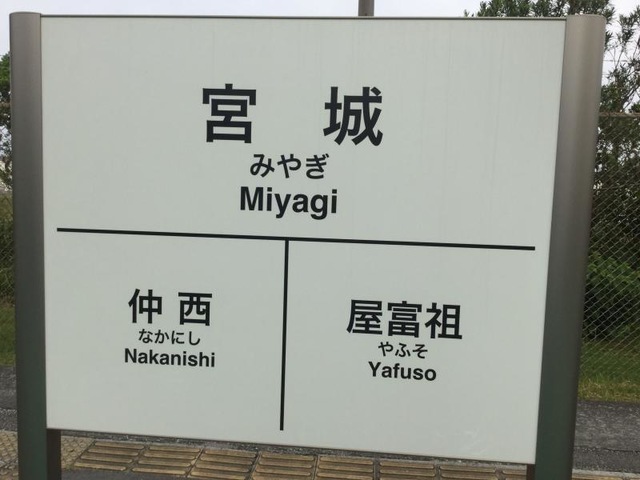 宮城
みやぎ
Miyagi
仲西
なかにし
Nakanishi
屋富祖
やふそ
Yafuso